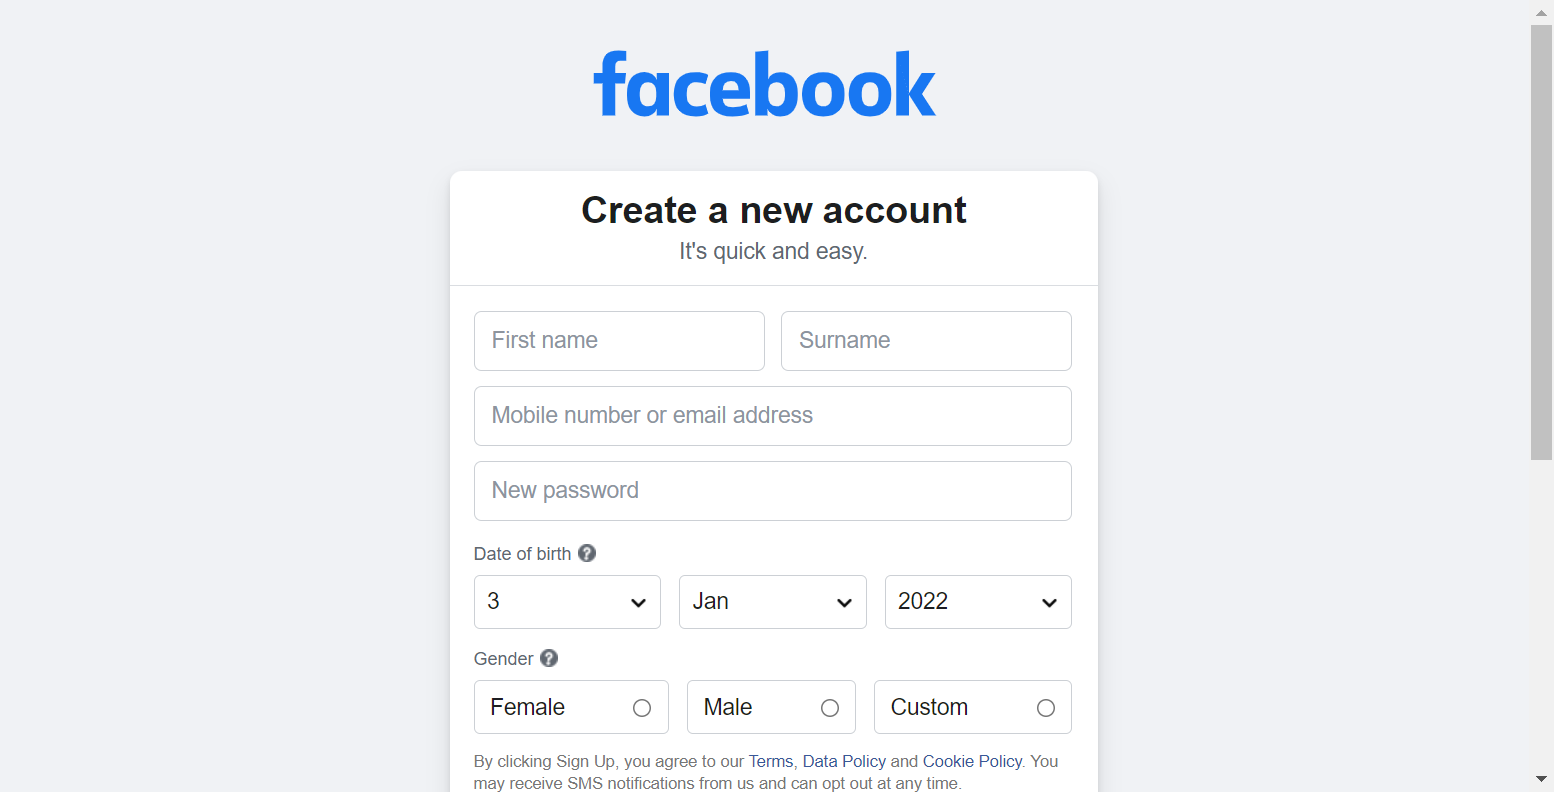 facebook
Create a new account
It's quick and easy.
First name Surname
Mobile number or email address
New password
Date of birth ?
3 Jan 2022
Gender ?
Female Male Custom
By clicking Sign Up, you agree to our Terms, Data Policy and Cookie Policy. You
may receive SMS notifications from us and can opt out at any time.